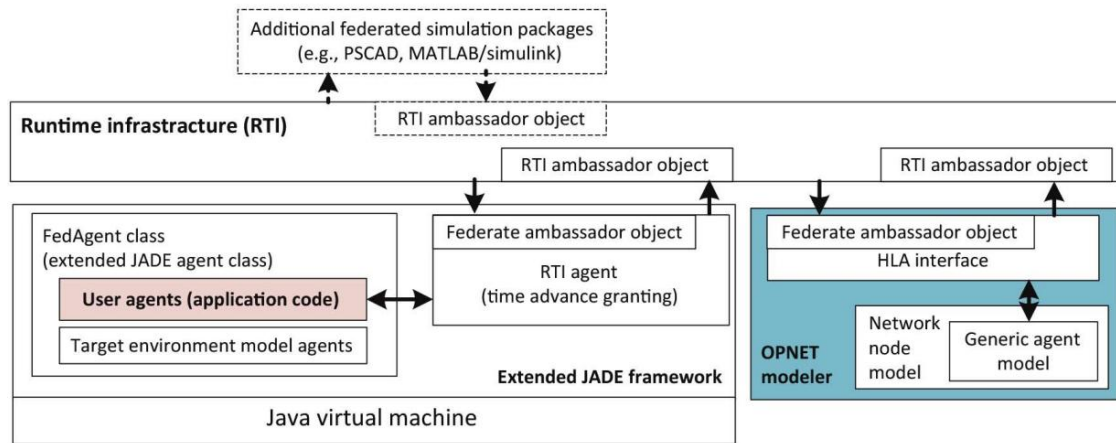 Additional federated simulation packages
(e.g., PSCAD, MATLAB/simulink)
RTI ambassador object
Runtime infrastracture (RTI)
RTI ambassador object
RTI ambassador object
FedAgent class
(extended JADE agent class)
User agents (application code)
Target environment model agents
Federate ambassador object
RTI agent
(time advance granting)
Extended JADE framework
Java virtual machine
Federate ambassador object
HLA interface
Network
node
model
Generic agent
model
OPNET
modeler